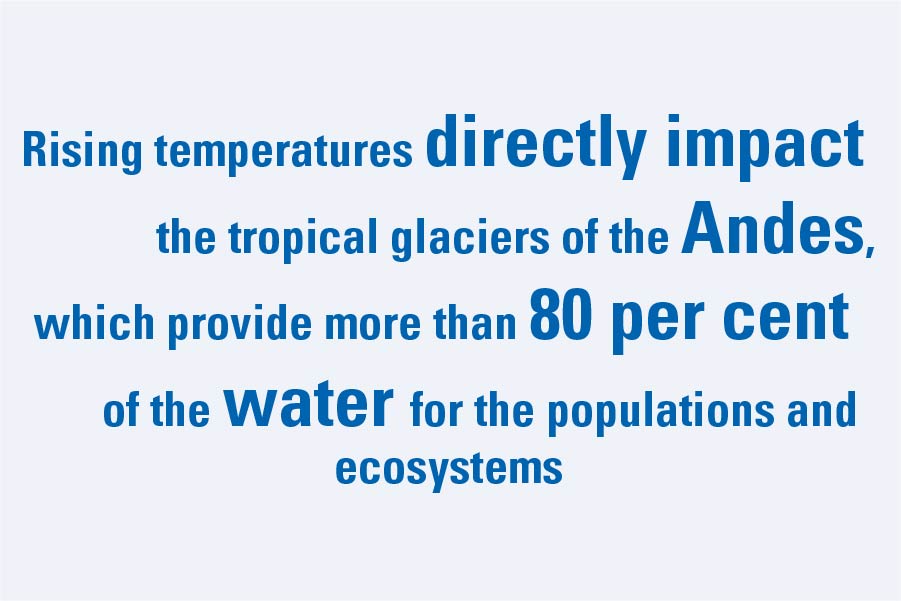 Rising temperatures directly impact
the tropical glaciers of the Andes,
which provide more than 80 per cent
of the water for the populations and
ecosystems